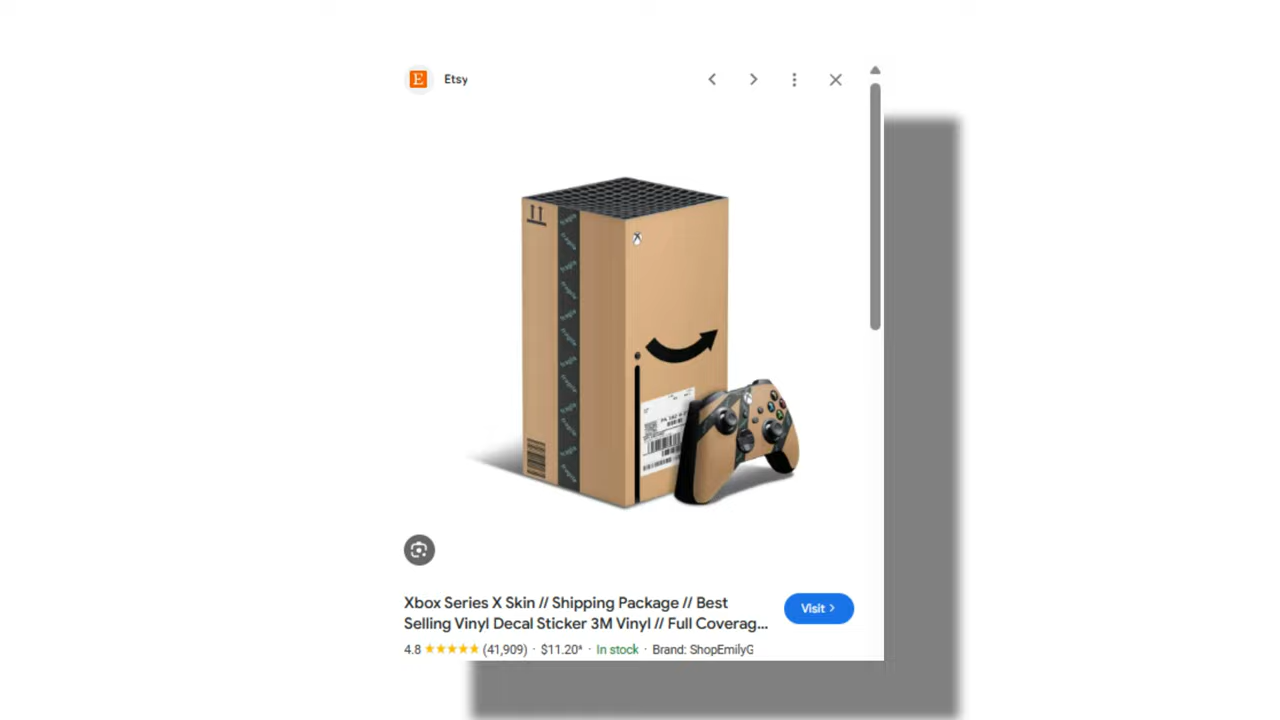 E Etsy
fragile
Xbox Series X Skin // Shipping Package // Best
Selling Vinyl Decal Sticker 3M Vinyl // Full Coverag...
Visit
4.8 ★★★★★ (41,909) · $11.20* · In stock · Brand: ShopEmilyG